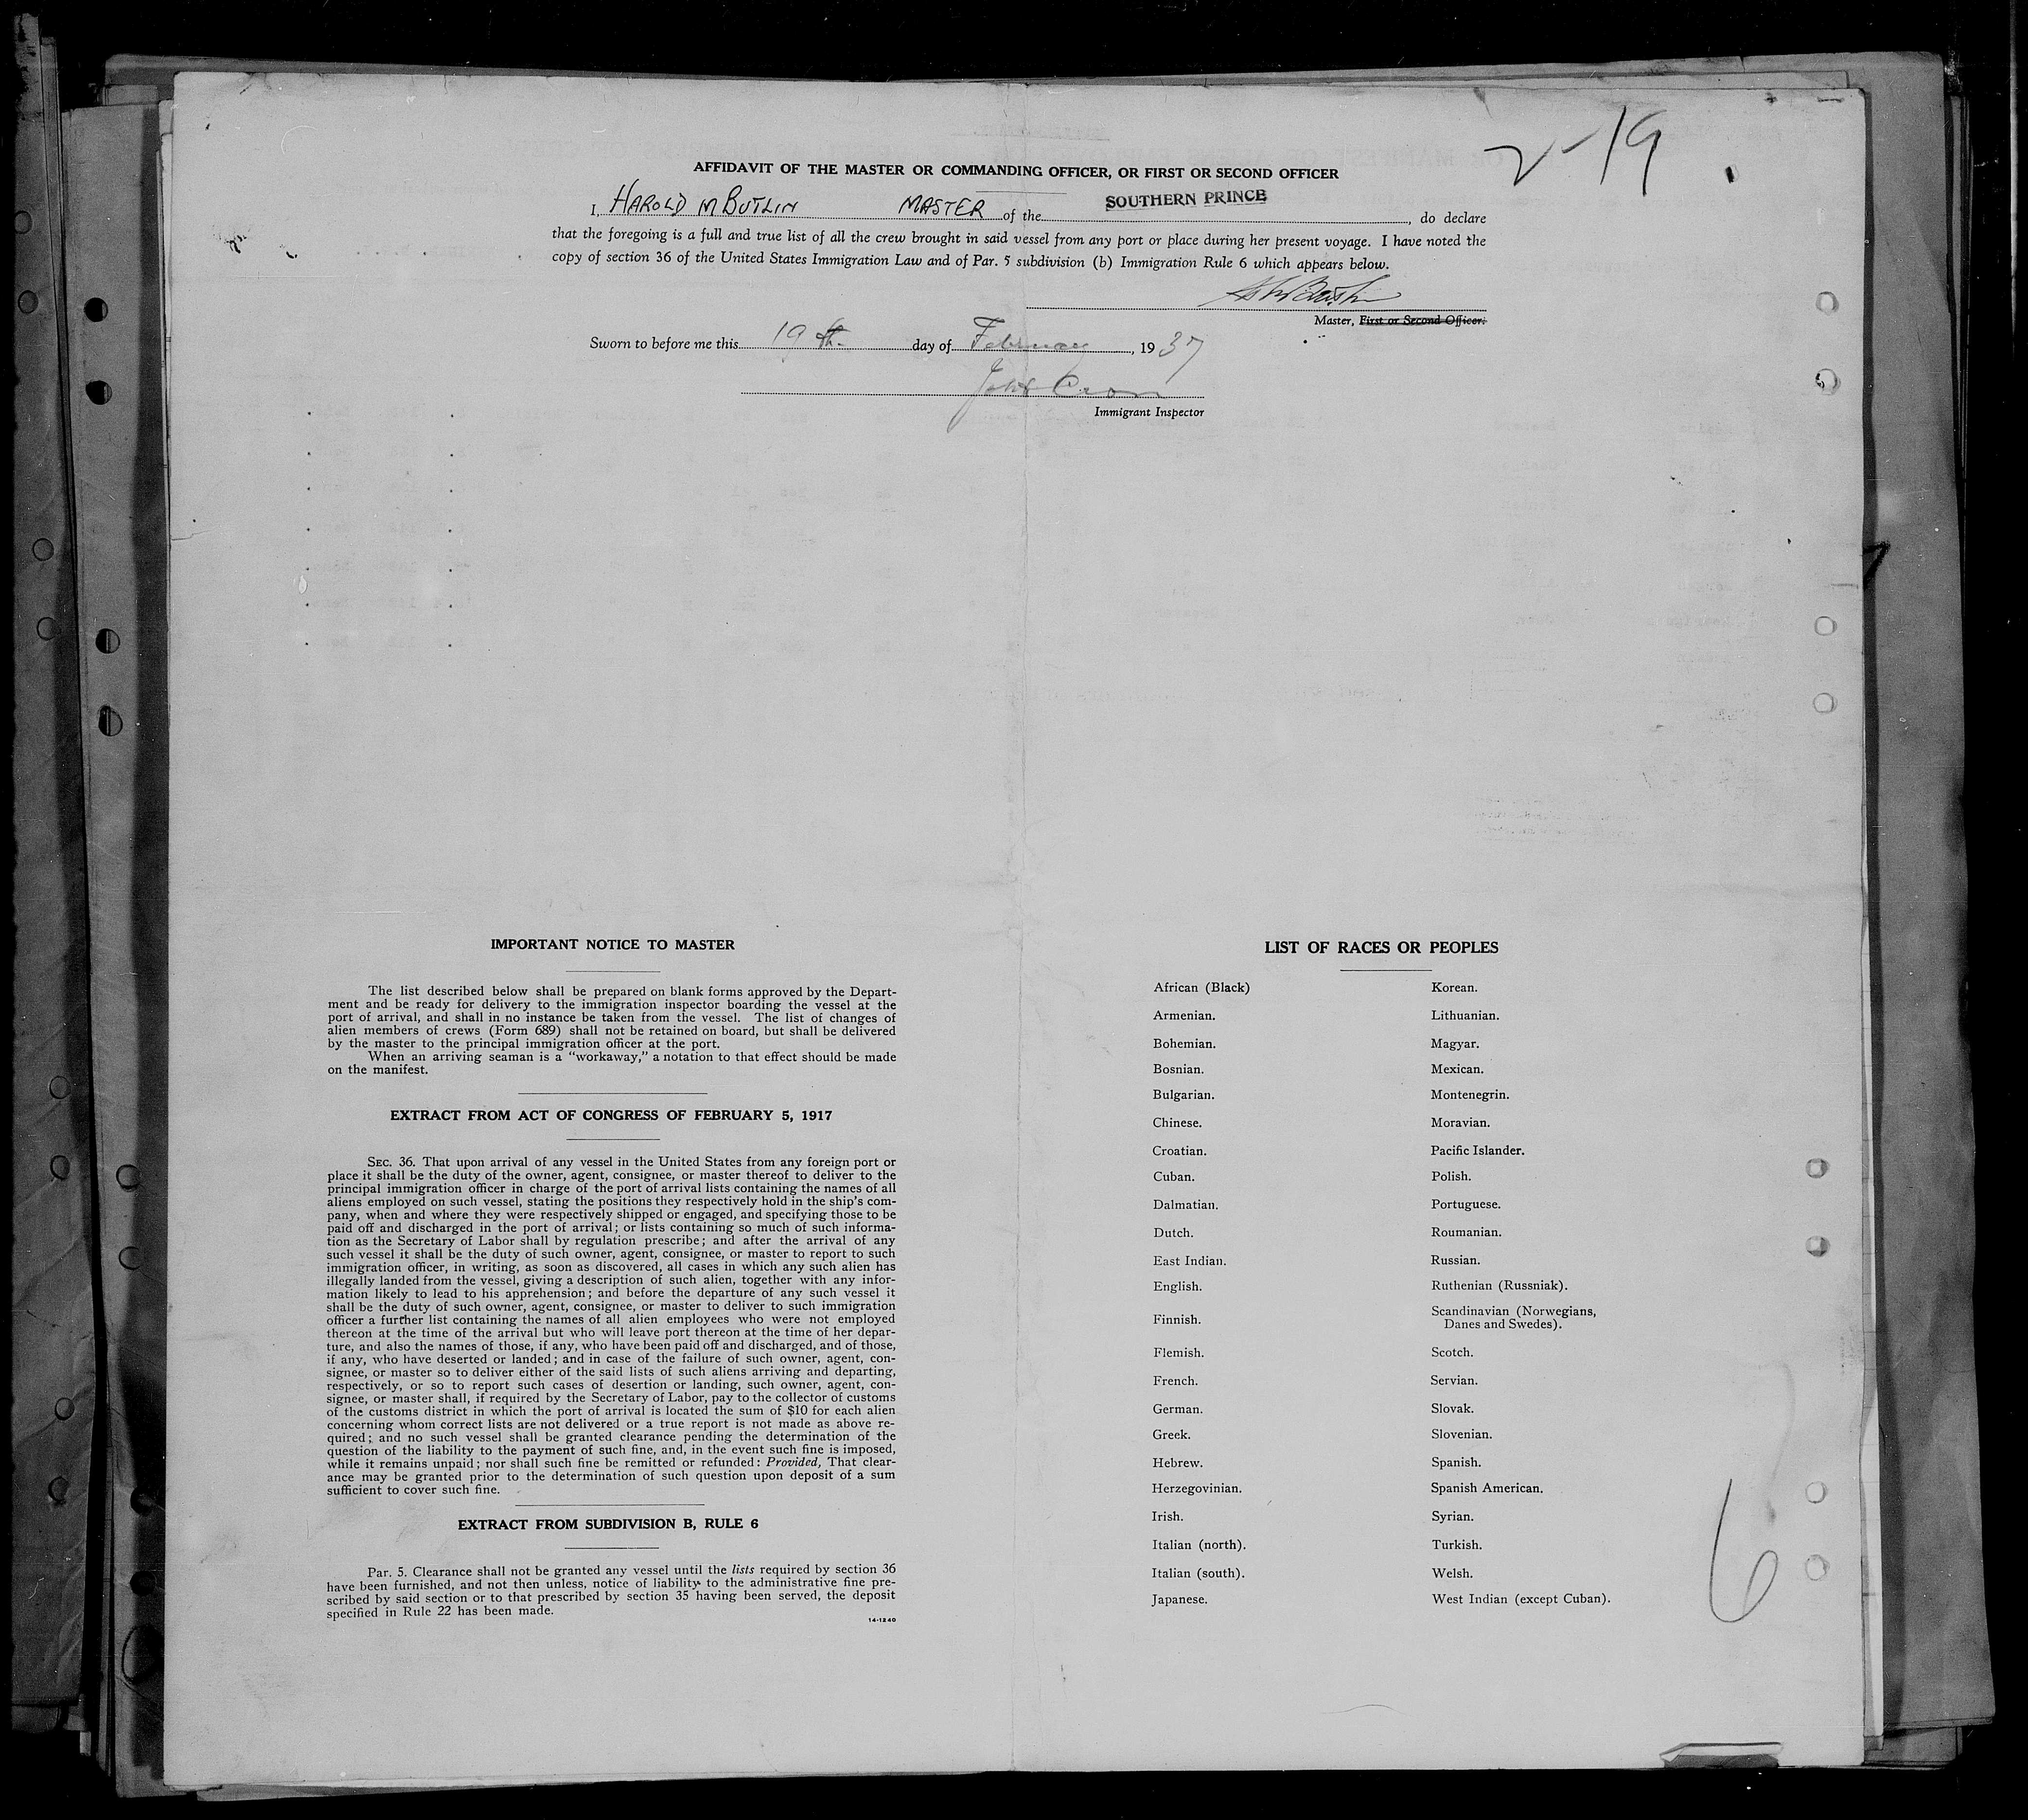 2-19
AFFIDAVIT OF THE MASTER OR COMMANDING OFFICER, OR FIRST OR SECOND OFFICER
I, HAROLD M BUTLIN MASTER of the SOUTHERN PRINCE, do declare
that the foregoing is a full and true list of all the crew brought in said vessel from any port or place during her present voyage. I have noted the
copy of section 36 of the United States Immigration Law and of Par. 5 subdivision (b) Immigration Rule 6 which appears below.
Master, First or Second Officer.
Sworn to before me this 19th day of February, 1937
John
Immigrant Inspector
IMPORTANT NOTICE TO MASTER
The list described below shall be prepared on blank forms approved by the Depart-
ment and be ready for delivery to the immigration inspector boarding the vessel at the
port of arrival, and shall in no instance be taken from the vessel. The list of changes of
alien members of crews (Form 689) shall not be retained on board, but shall be delivered
by the master to the principal immigration officer at the port.
When an arriving seaman is a "workaway," a notation to that effect should be made
on the manifest.
EXTRACT FROM ACT OF CONGRESS OF FEBRUARY 5, 1917
SEC. 36. That upon arrival of any vessel in the United States from any foreign port or
place it shall be the duty of the owner, agent, consignee, or master thereof to deliver to the
principal immigration officer in charge of the port of arrival lists containing the names of all
aliens employed on such vessel, stating the positions they respectively hold in the ship's com-
pany, when and where they were respectively shipped or engaged, and specifying those to be
paid off and discharged in the port of arrival; or lists containing so much of such informa-
tion as the Secretary of Labor shall by regulation prescribe; and after the arrival of any
such vessel it shall be the duty of such owner, agent, consignee, or master to report to such
immigration officer, in writing, as soon as discovered, all cases in which any such alien has
illegally landed from the vessel, giving a description of such alien, together with any infor-
mation likely to lead to his apprehension; and before the departure of any such vessel it
shall be the duty of such owner, agent, consignee, or master to deliver to such immigration
officer a further list containing the names of all alien employees who were not employed
thereon at the time of the arrival but who will leave port thereon at the time of her depar-
ture, and also the names of those, if any, who have been paid off and discharged, and of those,
if any, who have deserted or landed; and in case of the failure of such owner, agent, con-
signee, or master so to deliver either of the said lists of such aliens arriving and departing,
respectively, or so to report such cases of desertion or landing, such owner, agent, con-
signee, or master shall, if required by the Secretary of Labor, pay to the collector of customs
of the customs district in which the port of arrival is located the sum of $10 for each alien
concerning whom correct lists are not delivered or a true report is not made as above re-
quired; and no such vessel shall be granted clearance pending the determination of the
question of the liability to the payment of such fine, and, in the event such fine is imposed,
while it remains unpaid; nor shall such fine be remitted or refunded: Provided, That clear-
ance may be granted prior to the determination of such question upon deposit of a sum
sufficient to cover such fine.
EXTRACT FROM SUBDIVISION B, RULE 6
Par. 5. Clearance shall not be granted any vessel until the lists required by section 36
have been furnished, and not then unless, notice of liability to the administrative fine pre-
scribed by said section or to that prescribed by section 35 having been served, the deposit
specified in Rule 22 has been made.
14-1240
LIST OF RACES OR PEOPLES
African (Black)
Armenian.
Bohemian.
Bosnian.
Bulgarian.
Chinese.
Croatian.
Cuban.
Dalmatian.
Dutch.
East Indian.
English.
Finnish.
Flemish.
French.
German.
Greek.
Hebrew.
Herzegovinian.
Irish.
Italian (north).
Italian (south).
Japanese.
Korean.
Lithuanian.
Magyar.
Mexican.
Montenegrin.
Moravian.
Pacific Islander.
Polish.
Portuguese.
Roumanian.
Russian.
Ruthenian (Russniak).
Scandinavian (Norwegians,
Danes and Swedes).
Scotch.
Servian.
Slovak.
Slovenian.
Spanish.
Spanish American.
Syrian.
Turkish.
Welsh.
West Indian (except Cuban).
6